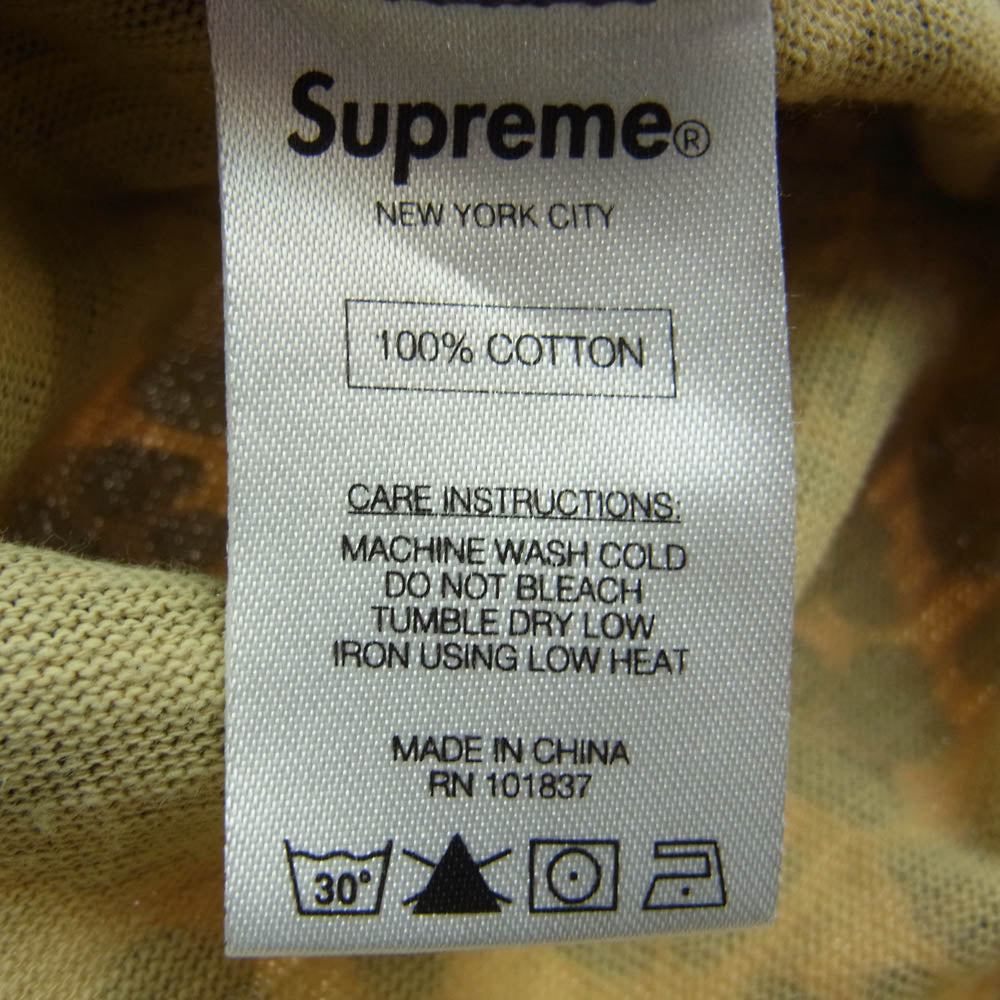 Supreme®
NEW YORK CITY
100% COTTON
CARE INSTRUCTIONS:
MACHINE WASH COLD
DO NOT BLEACH
TUMBLE DRY LOW
IRON USING LOW HEAT
MADE IN CHINA
RN 101837
30°